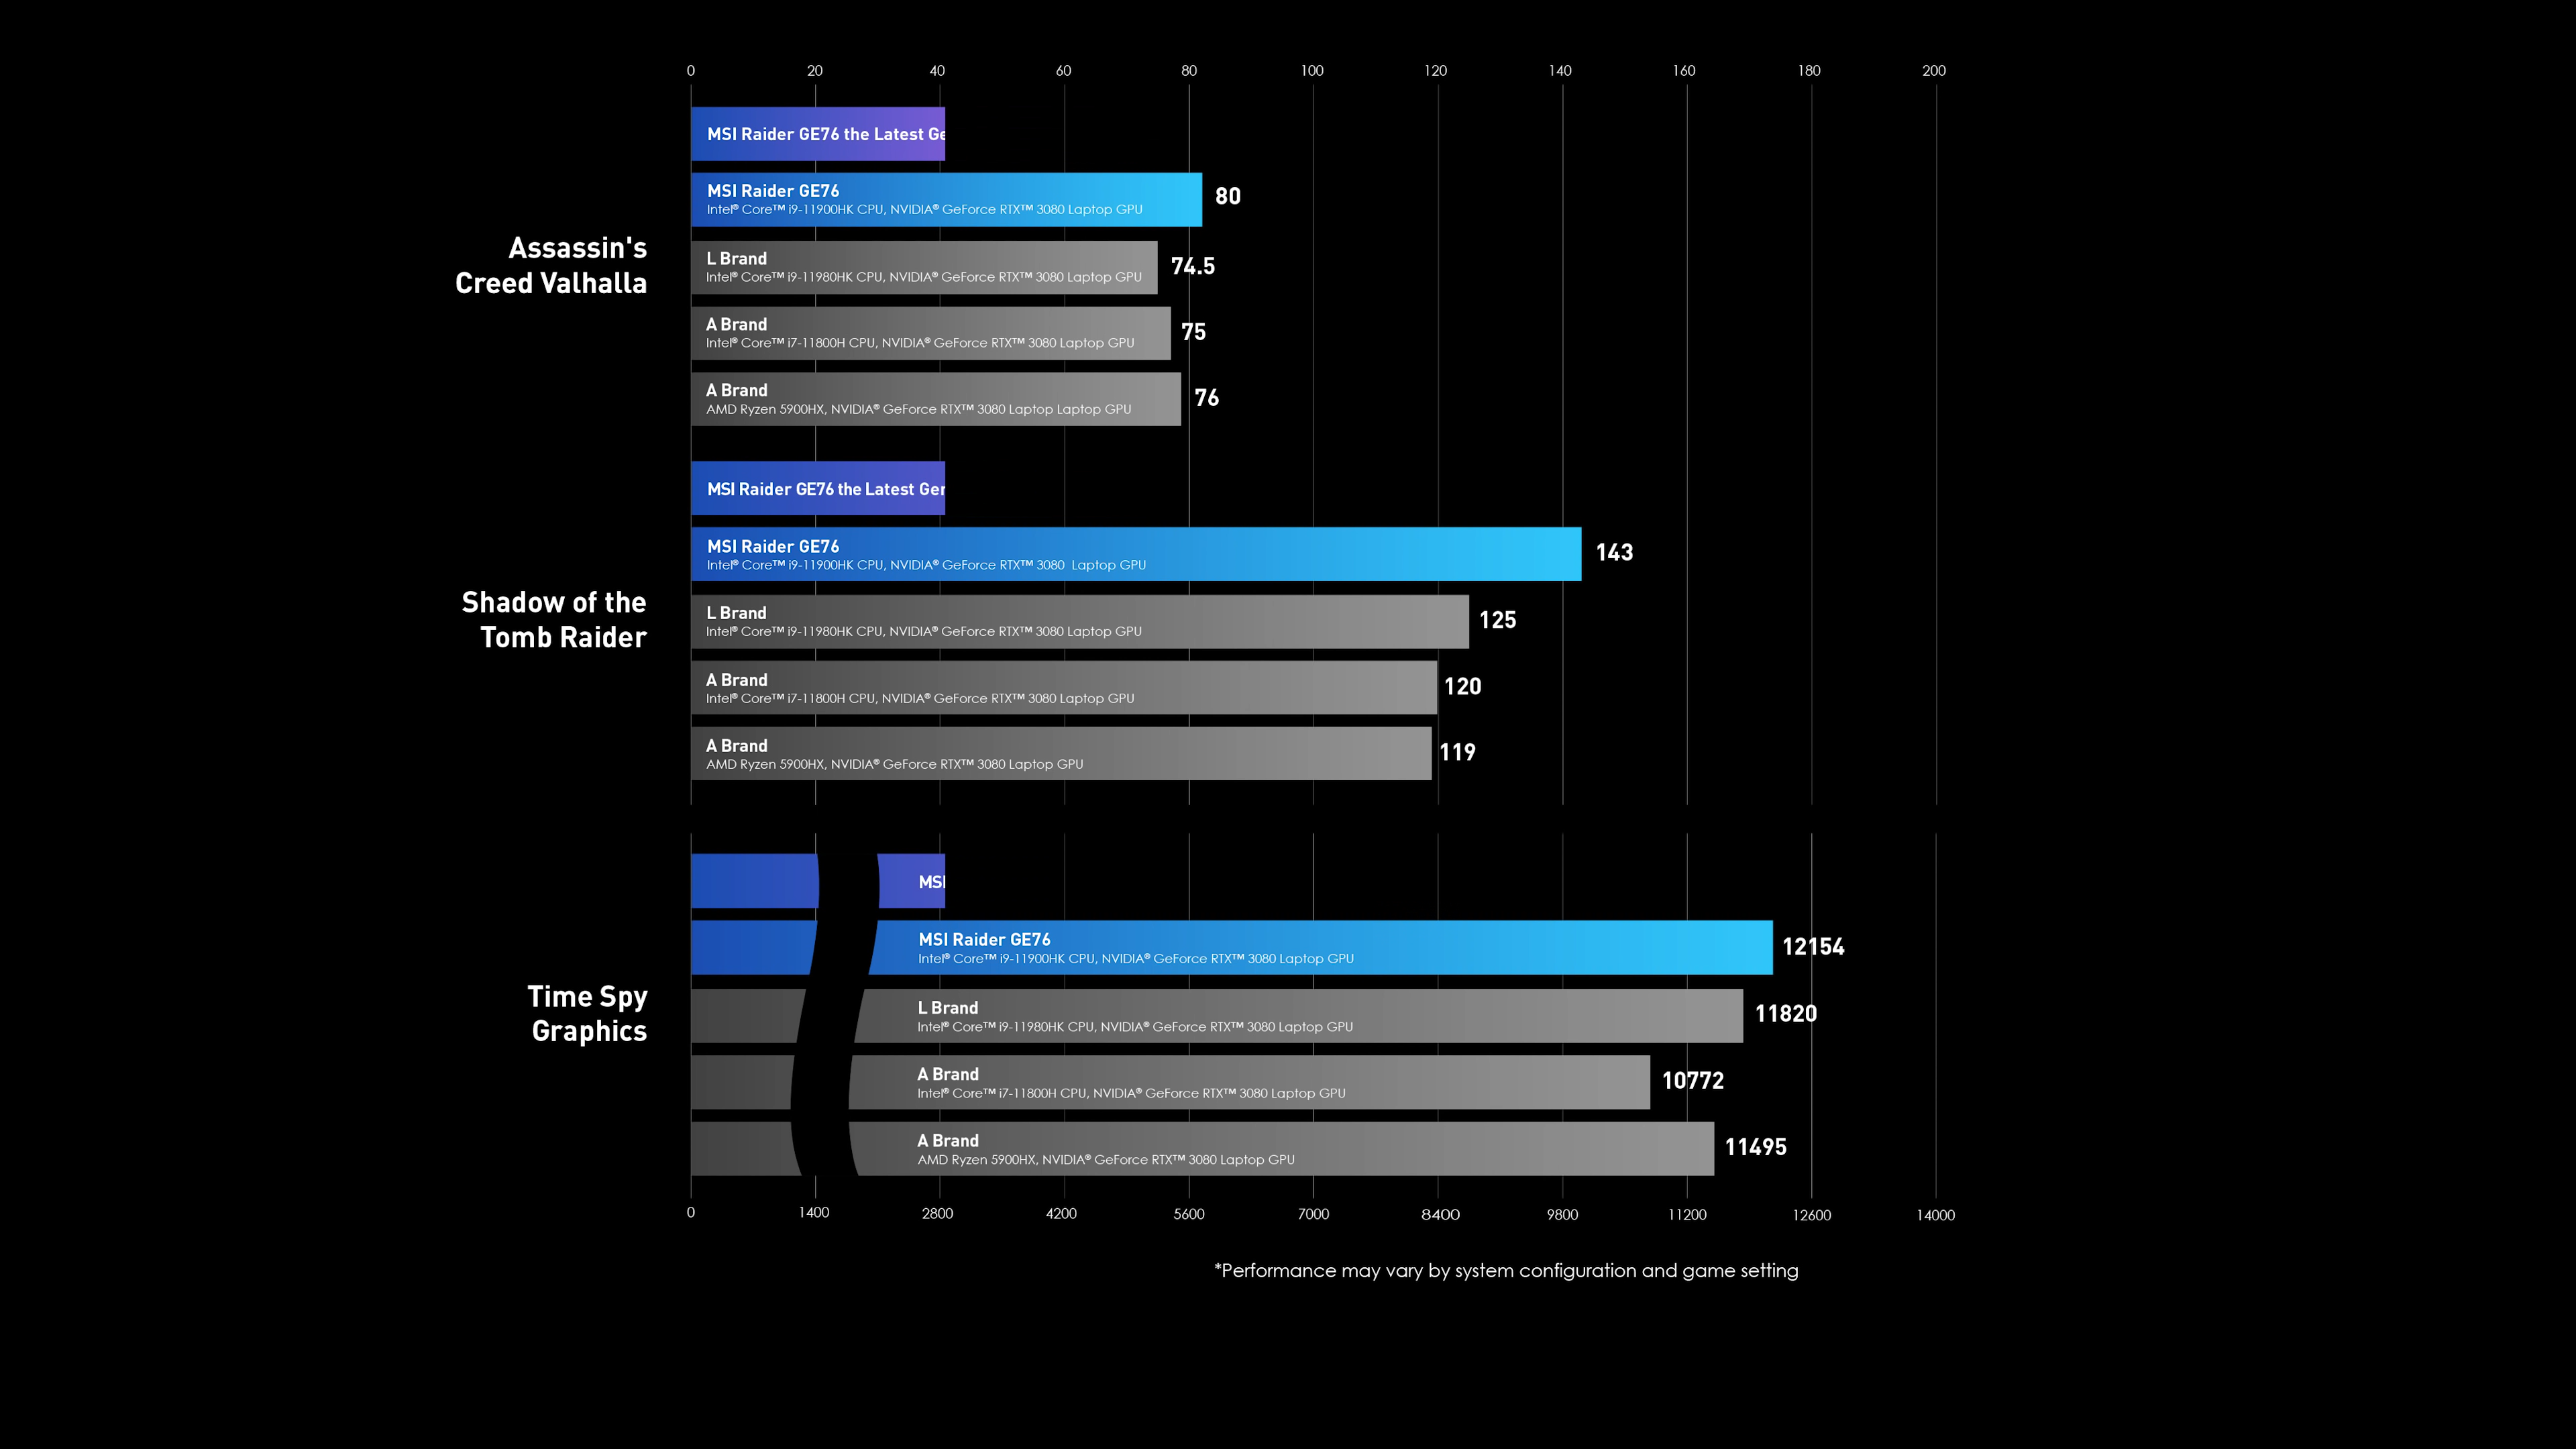 0 20 40 60 80 100 120 140 160 180 200
Assassin's
Creed Valhalla
MSI Raider GE76 the Latest Ge
MSI Raider GE76
Intel® Core™ i9-11900HK CPU, NVIDIA® GeForce RTX™ 3080 Laptop GPU
80
L Brand
Intel® Core™ i9-11980HK CPU, NVIDIA® GeForce RTX™ 3080 Laptop GPU
74.5
A Brand
Intel® Core™ i7-11800H CPU, NVIDIA® GeForce RTX™ 3080 Laptop GPU
75
A Brand
AMD Ryzen 5900HX, NVIDIA® GeForce RTX™ 3080 Laptop Laptop GPU
76
Shadow of the
Tomb Raider
MSI Raider GE76 the Latest Ger
MSI Raider GE76
Intel® Core™ i9-11900HK CPU, NVIDIA® GeForce RTX™ 3080 Laptop GPU
143
L Brand
Intel® Core™ i9-11980HK CPU, NVIDIA® GeForce RTX™ 3080 Laptop GPU
125
A Brand
Intel® Core™ i7-11800H CPU, NVIDIA® GeForce RTX™ 3080 Laptop GPU
120
A Brand
AMD Ryzen 5900HX, NVIDIA® GeForce RTX™ 3080 Laptop GPU
119
Time Spy
Graphics
MSI
MSI Raider GE76
Intel® Core™ i9-11900HK CPU, NVIDIA® GeForce RTX™ 3080 Laptop GPU
12154
L Brand
Intel® Core™ i9-11980HK CPU, NVIDIA® GeForce RTX™ 3080 Laptop GPU
11820
A Brand
Intel® Core™ i7-11800H CPU, NVIDIA® GeForce RTX™ 3080 Laptop GPU
10772
A Brand
AMD Ryzen 5900HX, NVIDIA® GeForce RTX™ 3080 Laptop GPU
11495
0 1400 2800 4200 5600 7000 8400 9800 11200 12600 14000
*Performance may vary by system configuration and game setting